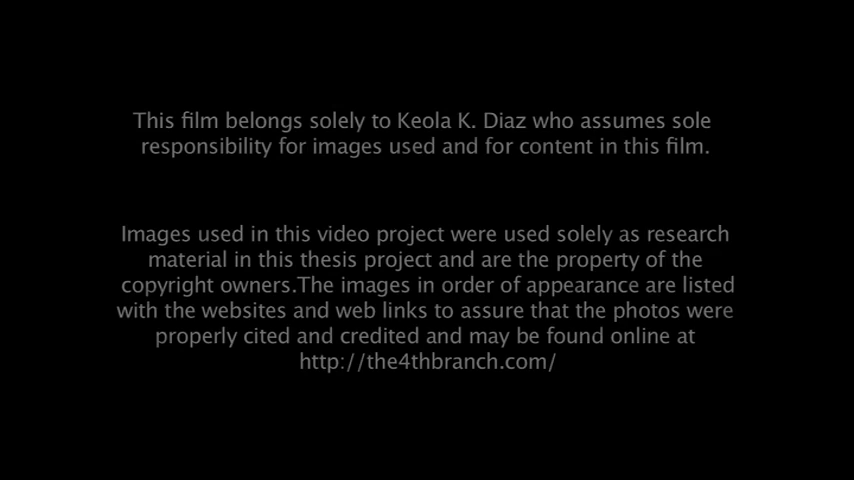 This film belongs solely to Keola K. Diaz who assumes sole
responsibility for images used and for content in this film.
Images used in this video project were used solely as research
material in this thesis project and are the property of the
copyright owners.The images in order of appearance are listed
with the websites and web links to assure that the photos were
properly cited and credited and may be found online at
http://the4thbranch.com/